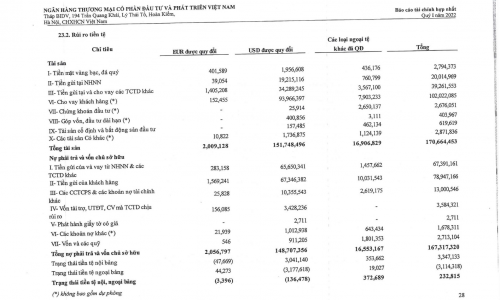 NGÂN HÀNG THƯƠNG MẠI CỔ PHẦN ĐẦU TƯ VÀ PHÁT TRIỂN VIỆT NAM
Tháp BIDV, 194 Trần Quang Khải, Lý Thái Tổ, Hoàn Kiếm,
Hà Nội, CHXHCN Việt Nam
Báo cáo tài chính hợp nhất
Quý I năm 2022
23.2. Rủi ro tiền tệ
Chỉ tiêu EUR được quy đổi USD được quy đổi Các loại ngoại tệ khác đã QĐ Tổng
Tài sản
I- Tiền mặt vàng bạc, đá quý 401,589 1,956,608 436,176 2,794,373
II- Tiền gửi tại NHNN 39,054 19,215,116 760,799 20,014,969
III- Tiền gửi tại và cho vay các TCTD khác 1,405,208 34,288,245 3,567,100 39,261,553
VI- Cho vay khách hàng (*) 152,455 93,966,397 7,903,233 102,022,085
VII- Chứng khoán đầu tư (*) 25,914 2,650,137 2,676,051
VIII- Góp vốn, đầu tư dài hạn (*) 400,856 3,111 403,967
IX- Tài sản cố định và bất động sản đầu tư 157,485 462,134 619,619
X- Các tài sản Có khác (*) 10,822 1,736,875 1,124,139 2,871,836
Tổng tài sản 2,009,128 151,748,496 16,906,829 170,664,453
Nợ phải trả và vốn chủ sở hữu
I - Tiền gửi của và vay từ NHNN & các TCTD khác 283,158 65,650,341 1,457,662 67,391,161
II - Tiền gửi của khách hàng 1,569,241 67,346,382 10,031,543 78,947,166
III - Các CCTCPS & các khoản nợ tài chính khác 25,828 10,355,543 2,619,175 13,000,546
IV- Vốn tài trợ, UTĐT, CV mà TCTD chịu rủi ro 156,085 3,428,236 3,584,321
V- Phát hành giấy tờ có giá 2,711 2,711
VI- Các khoản nợ khác (*) 21,939 1,012,938 643,434 1,678,311
VII- Vốn và các quỹ 546 911,205 1,801,353 2,713,104
Tổng nợ phải trả và vốn chủ sở hữu 2,056,797 148,707,356 16,553,167 167,317,320
Trạng thái tiền tệ nội bảng (47,669) 3,041,140 353,662 3,347,133
Trạng thái tiền tệ ngoại bảng 44,273 (3,177,618) 19,027 (3,114,318)
Trạng thái tiền tệ nội, ngoại bảng (3,396) (136,478) 372,689 232,815
(*) không bao gồm dự phòng
28